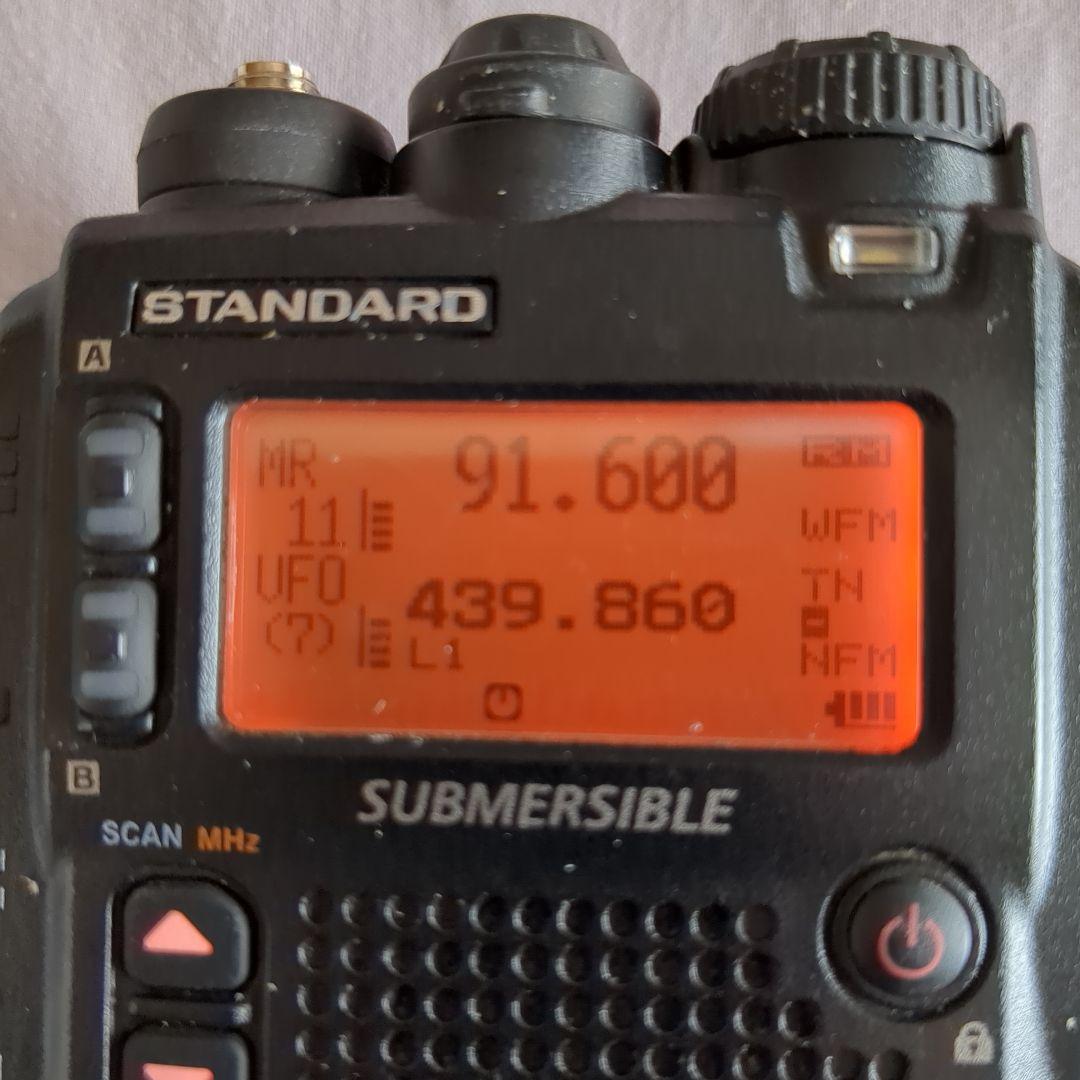 STANDARD
A
MR 91.600
11 WFM
VFO 439.860 TN
(7) L1 NFM
SUBMERSIBLE
B
SCAN MHz